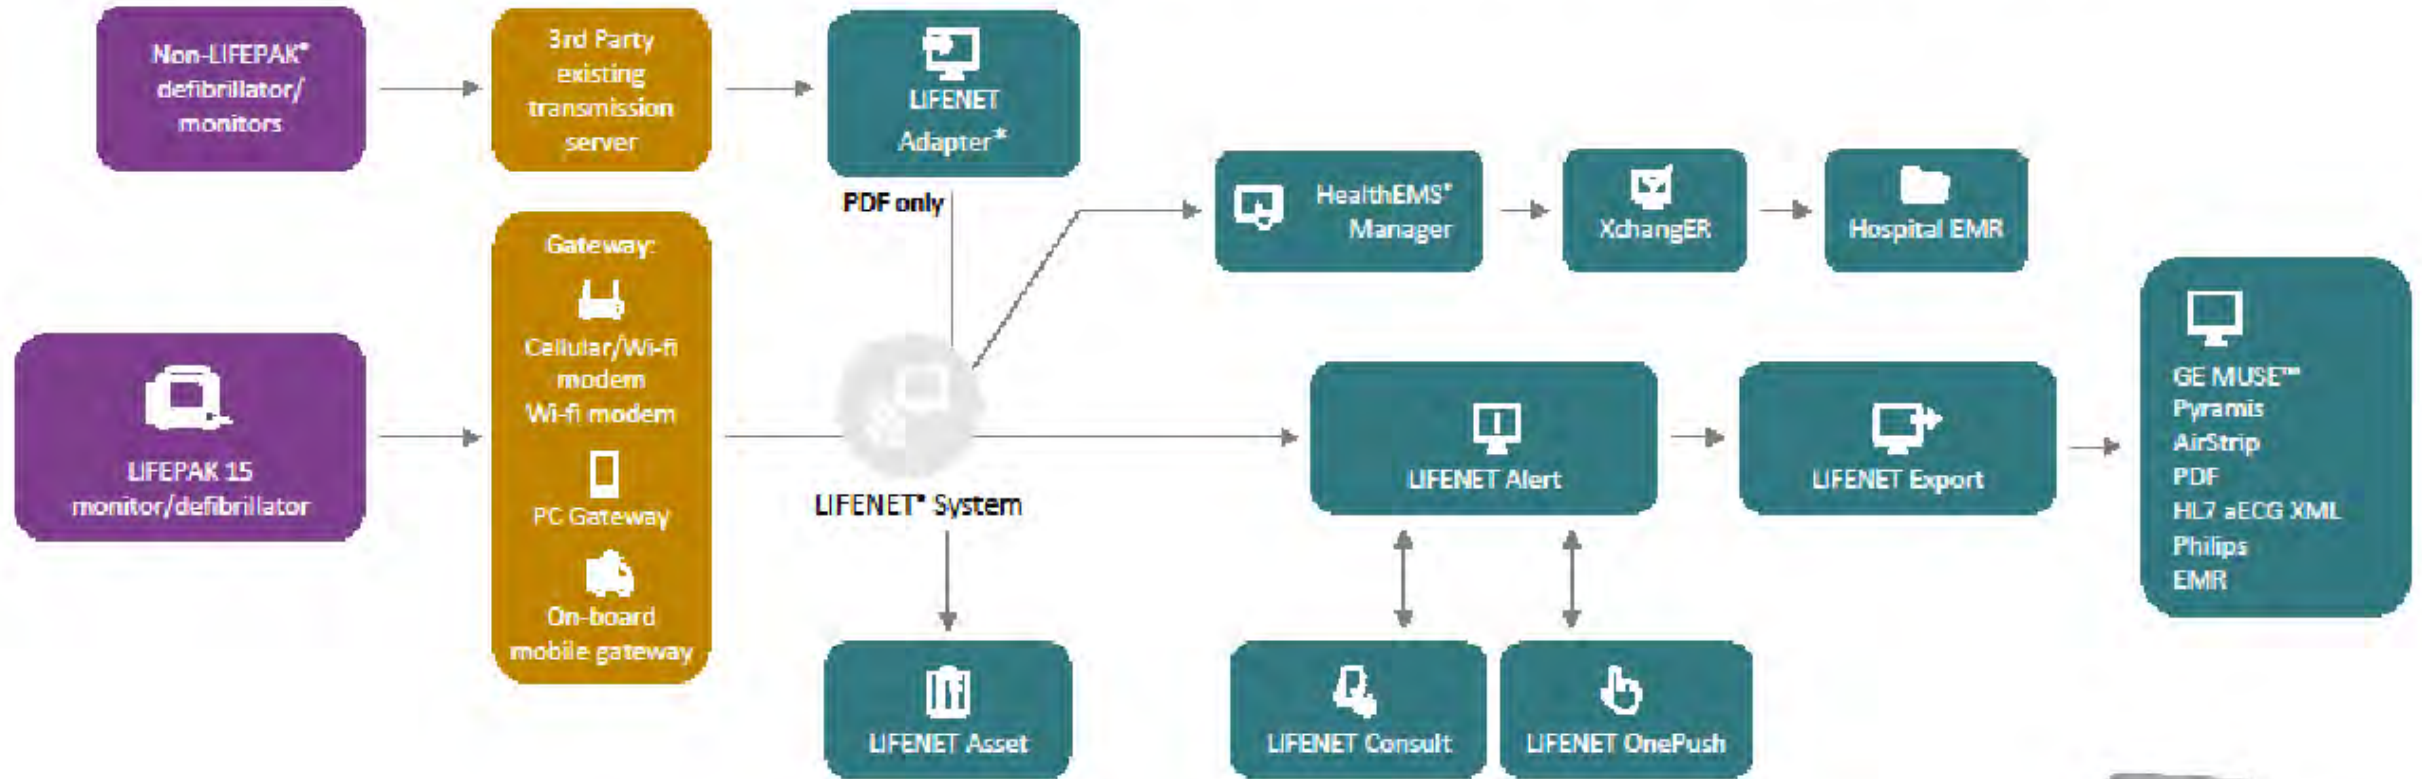 Non-LIFEPAK®
defibrillator/
monitors
3rd Party
existing
transmission
server
LIFENET
Adapter*
PDF only
HealthEMS®
Manager
XchangER
Hospital EMR
Gateway:
Cellular/Wi-fi
modem
Wi-fi modem
PC Gateway
On-board
mobile gateway
LIFEPAK 15
monitor/defibrillator
LIFENET® System
LIFENET Alert
LIFENET Export
GE MUSE™
Pyramis
AirStrip
PDF
HL7 aECG XML
Philips
EMR
LIFENET Asset
LIFENET Consult
LIFENET OnePush